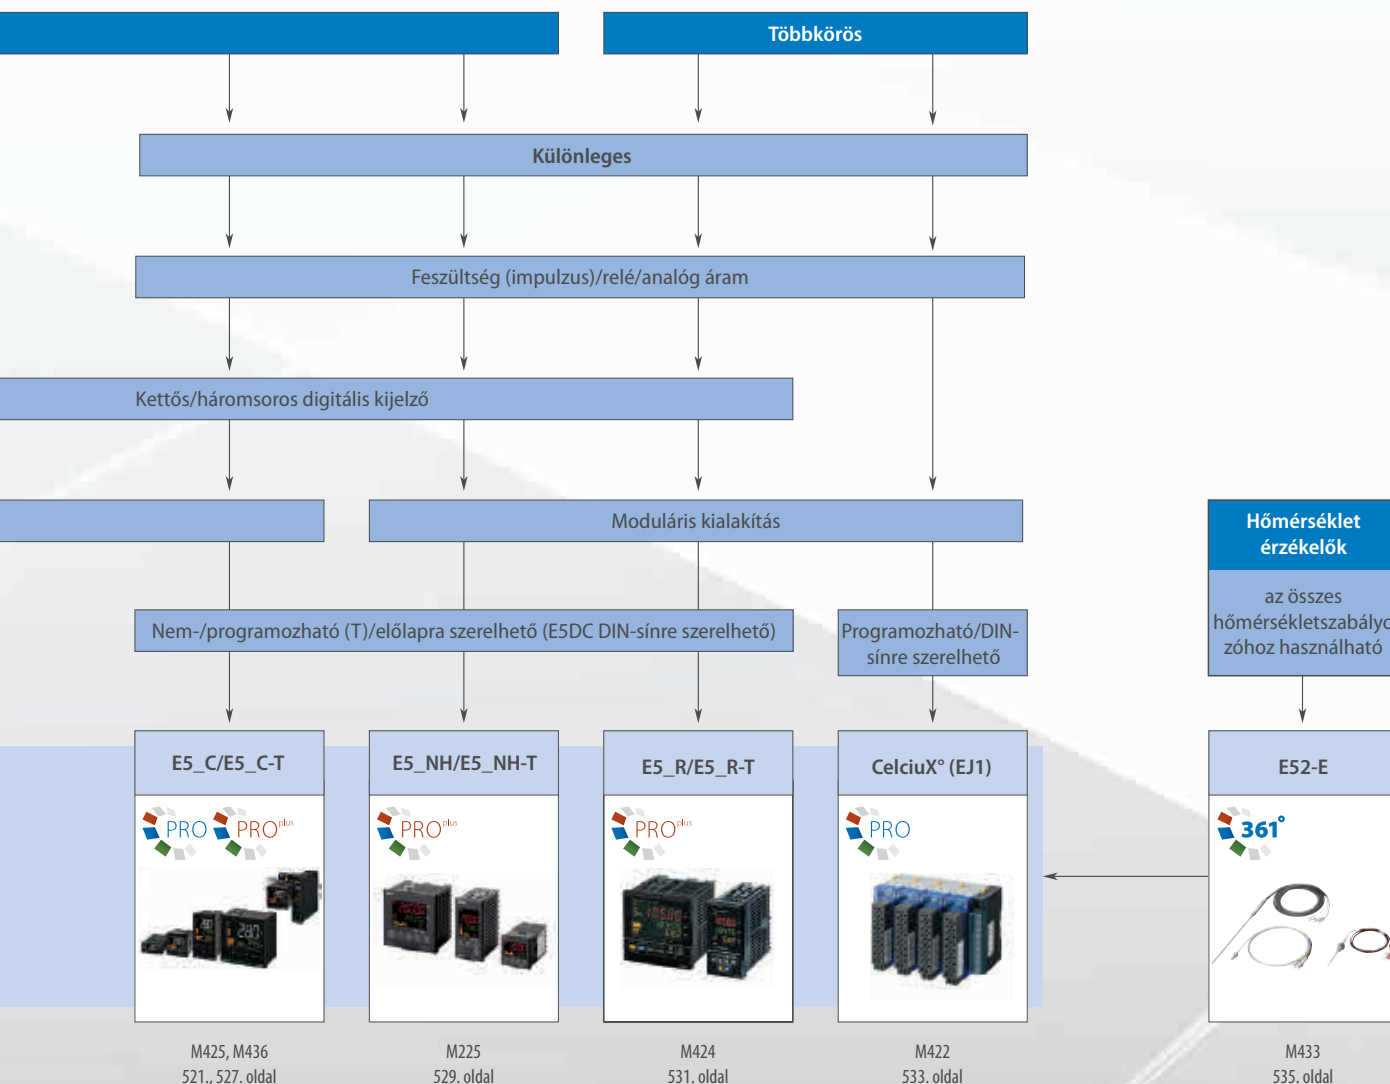 Többkörös
Különleges
Feszültség (impulzus)/relé/analóg áram
Kettős/háromsoros digitális kijelző
Moduláris kialakítás
Hőmérséklet
érzékelők
az összes
hőmérsékletszabályo
zóhoz használható
Nem-/programozható (T)/előlapra szerelhető (E5DC DIN-sínre szerelhető)
Programozható/DIN-
sínre szerelhető
E5_C/E5_C-T
E5_NH/E5_NH-T
E5_R/E5_R-T
CelciuX° (EJ1)
E52-E
PRO PRO plus
PRO plus
PRO plus
PRO
361°
M425, M436
521., 527. oldal
M225
529. oldal
M424
531. oldal
M422
533. oldal
M433
535. oldal